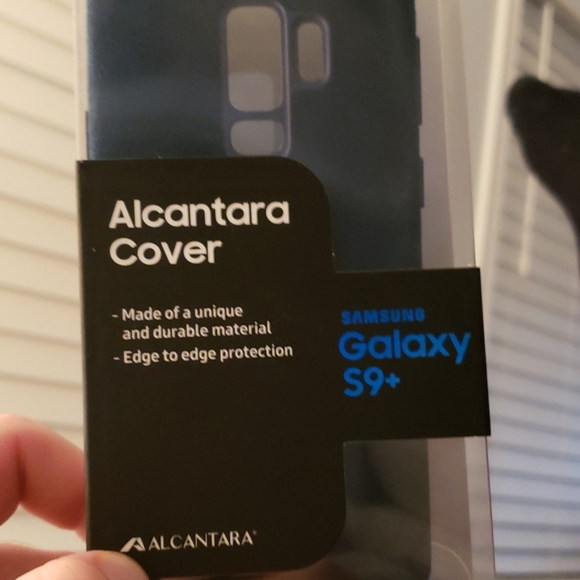 Alcantara
Cover
- Made of a unique
and durable material
- Edge to edge protection
SAMSUNG
Galaxy
S9+
ALCANTARA®